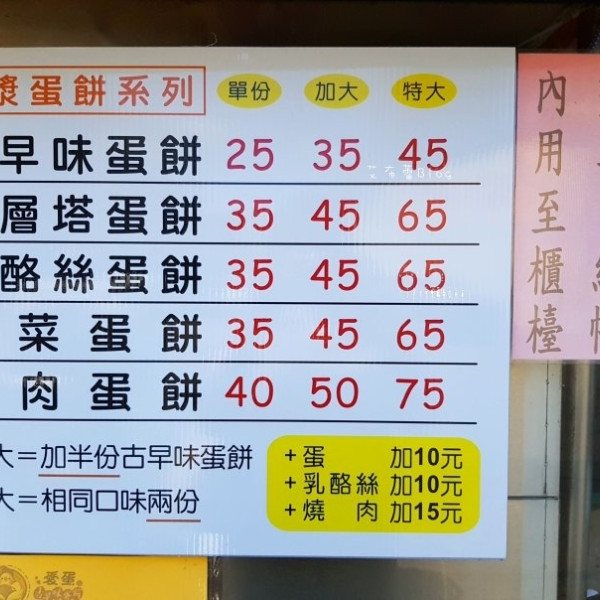 漿蛋餅系列 單份 加大 特大
早味蛋餅 25 35 45
層塔蛋餅 35 45 65
酪絲蛋餅 35 45 65
菜蛋餅 35 45 65
肉蛋餅 40 50 75
大=加半份古早味蛋餅
大=相同口味兩份
+蛋 加10元
+乳酪絲 加10元
+燒肉 加15元
內用至櫃檯
愛蛋